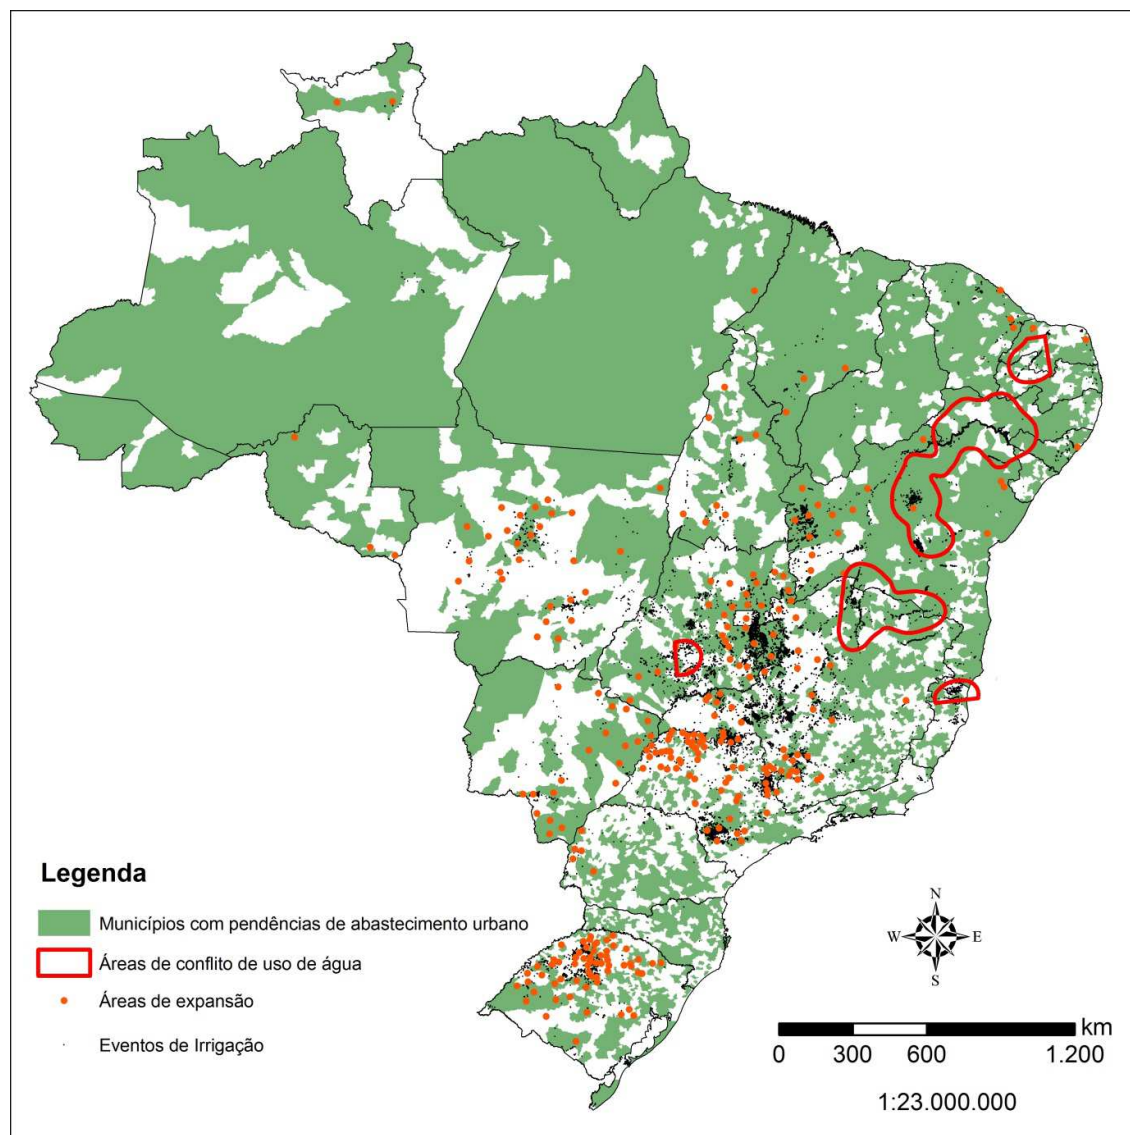 Legenda
Municípios com pendências de abastecimento urbano
Áreas de conflito de uso de água
Áreas de expansão
Eventos de Irrigação
N
W E
S
km
0 300 600 1.200
1:23.000.000